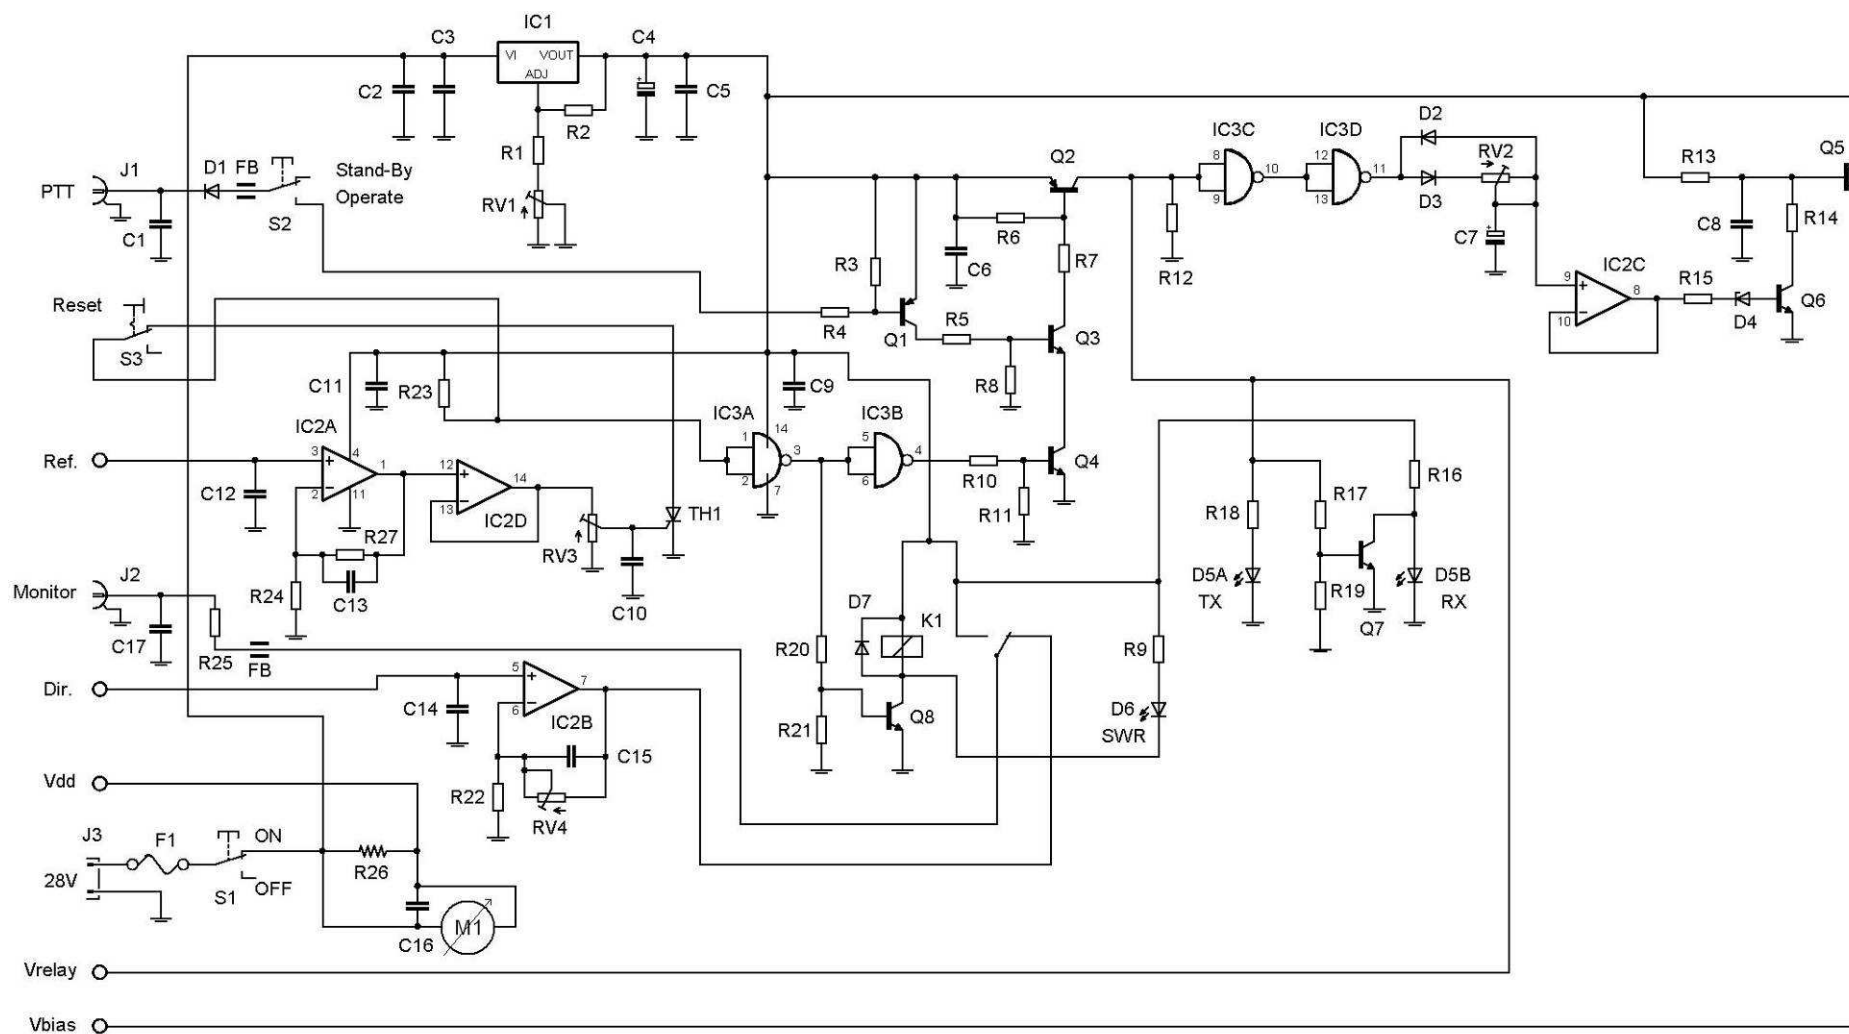 IC1
C3
C4
VI VOUT
ADJ
C2
C5
R2
R1
RV1
J1
D1 FB
Stand-By
Operate
PTT
C1
S2
Reset
S3
R3
R4
Q1
C6
R5
R6
Q2
R7
Q3
R8
R12
IC3C
8
9
10
IC3D
12
13
11
D2
RV2
D3
C7
IC2C
9
10
8
R13
Q5
C8
R14
R15
D4
Q6
C11
R23
C9
IC2A
3
2
4
11
1
Ref.
C12
12
13
14
IC2D
R27
C13
R24
RV3
TH1
C10
IC3A
1
2
14
7
3
IC3B
5
6
4
R10
R11
Q4
R16
R17
R18
D5A
TX
R19
Q7
D5B
RX
Monitor
J2
C17
R25
FB
D7
K1
R20
R21
Q8
R9
D6
SWR
Dir.
C14
5
6
7
IC2B
C15
R22
RV4
Vdd
J3
F1
ON
OFF
28V
S1
R26
C16
M1
Vrelay
Vbias